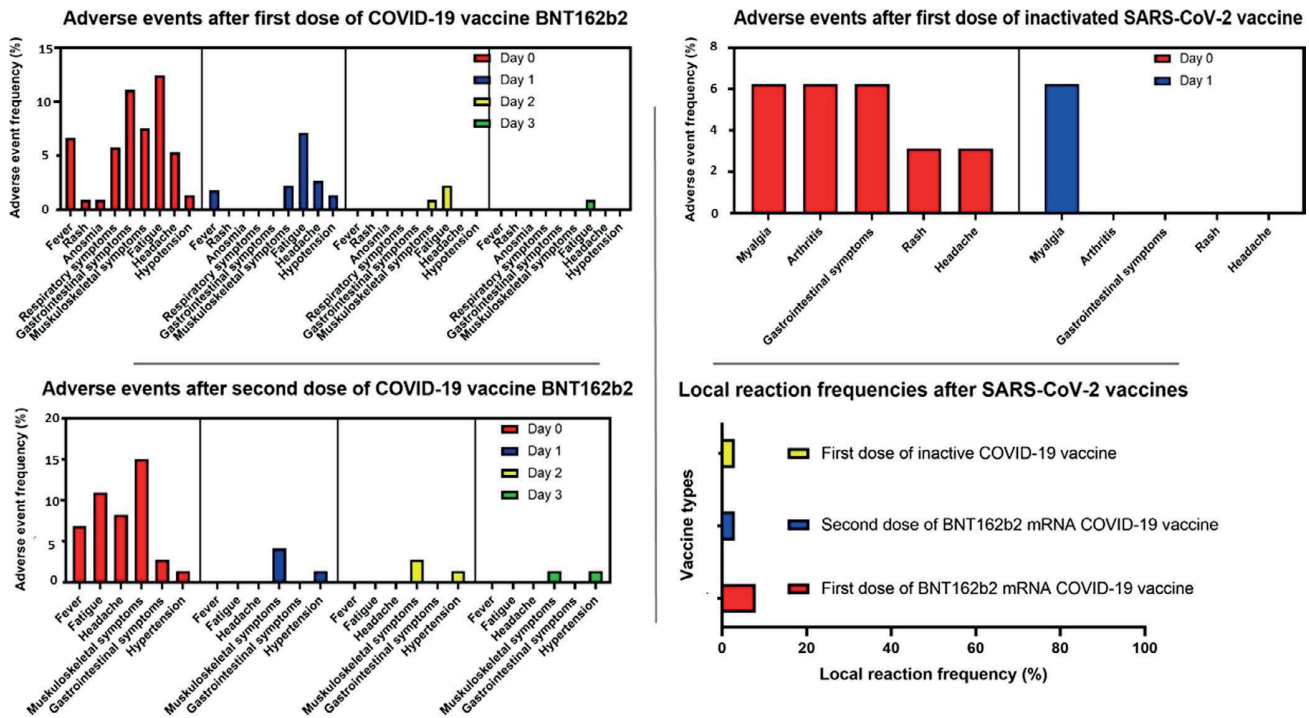 Adverse events after first dose of COVID-19 vaccine BNT162b2
Adverse event frequency (%)
15
10
5
0
Day 0
Day 1
Day 2
Day 3
Fever
Rash
Anosmia
Respiratory symptoms
Gastrointestinal symptoms
Muskuloskeletal symptoms
Fatigue
Headache
Hypotension
Fever
Rash
Anosmia
Respiratory symptoms
Gastrointestinal symptoms
Muskuloskeletal symptoms
Fatigue
Headache
Hypotension
Fever
Rash
Anosmia
Respiratory symptoms
Gastrointestinal symptoms
Muskuloskeletal symptoms
Fatigue
Headache
Hypotension
Fever
Rash
Anosmia
Respiratory symptoms
Gastrointestinal symptoms
Muskuloskeletal symptoms
Fatigue
Headache
Hypotension
Adverse events after first dose of inactivated SARS-CoV-2 vaccine
Adverse event frequency (%)
8
6
4
2
0
Day 0
Day 1
Myalgia
Arthritis
Gastrointestinal symptoms
Rash
Headache
Myalgia
Arthritis
Gastrointestinal symptoms
Rash
Headache
Adverse events after second dose of COVID-19 vaccine BNT162b2
Adverse event frequency (%)
20
15
10
5
0
Day 0
Day 1
Day 2
Day 3
Fever
Fatigue
Headache
Muskuloskeletal symptoms
Gastrointestinal symptoms
Hypertension
Fever
Fatigue
Headache
Muskuloskeletal symptoms
Gastrointestinal symptoms
Hypertension
Fever
Fatigue
Headache
Muskuloskeletal symptoms
Gastrointestinal symptoms
Hypertension
Fever
Fatigue
Headache
Muskuloskeletal symptoms
Gastrointestinal symptoms
Hypertension
Local reaction frequencies after SARS-CoV-2 vaccines
Vaccine types
First dose of inactive COVID-19 vaccine
Second dose of BNT162b2 mRNA COVID-19 vaccine
First dose of BNT162b2 mRNA COVID-19 vaccine
0
20
40
60
80
100
Local reaction frequency (%)